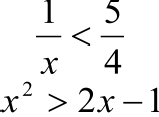 1/x < 5/4
x² > 2x − 1